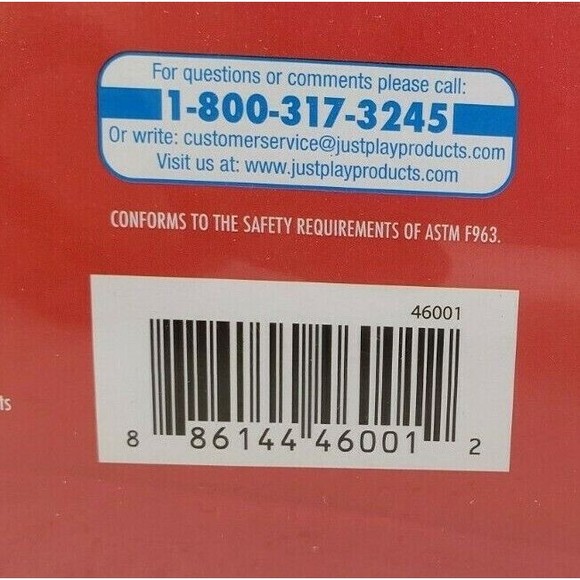 For questions or comments please call:
1-800-317-3245
Or write: customerservice@justplayproducts.com
Visit us at: www.justplayproducts.com
CONFORMS TO THE SAFETY REQUIREMENTS OF ASTM F963.
46001
ts
8 86144 46001 2